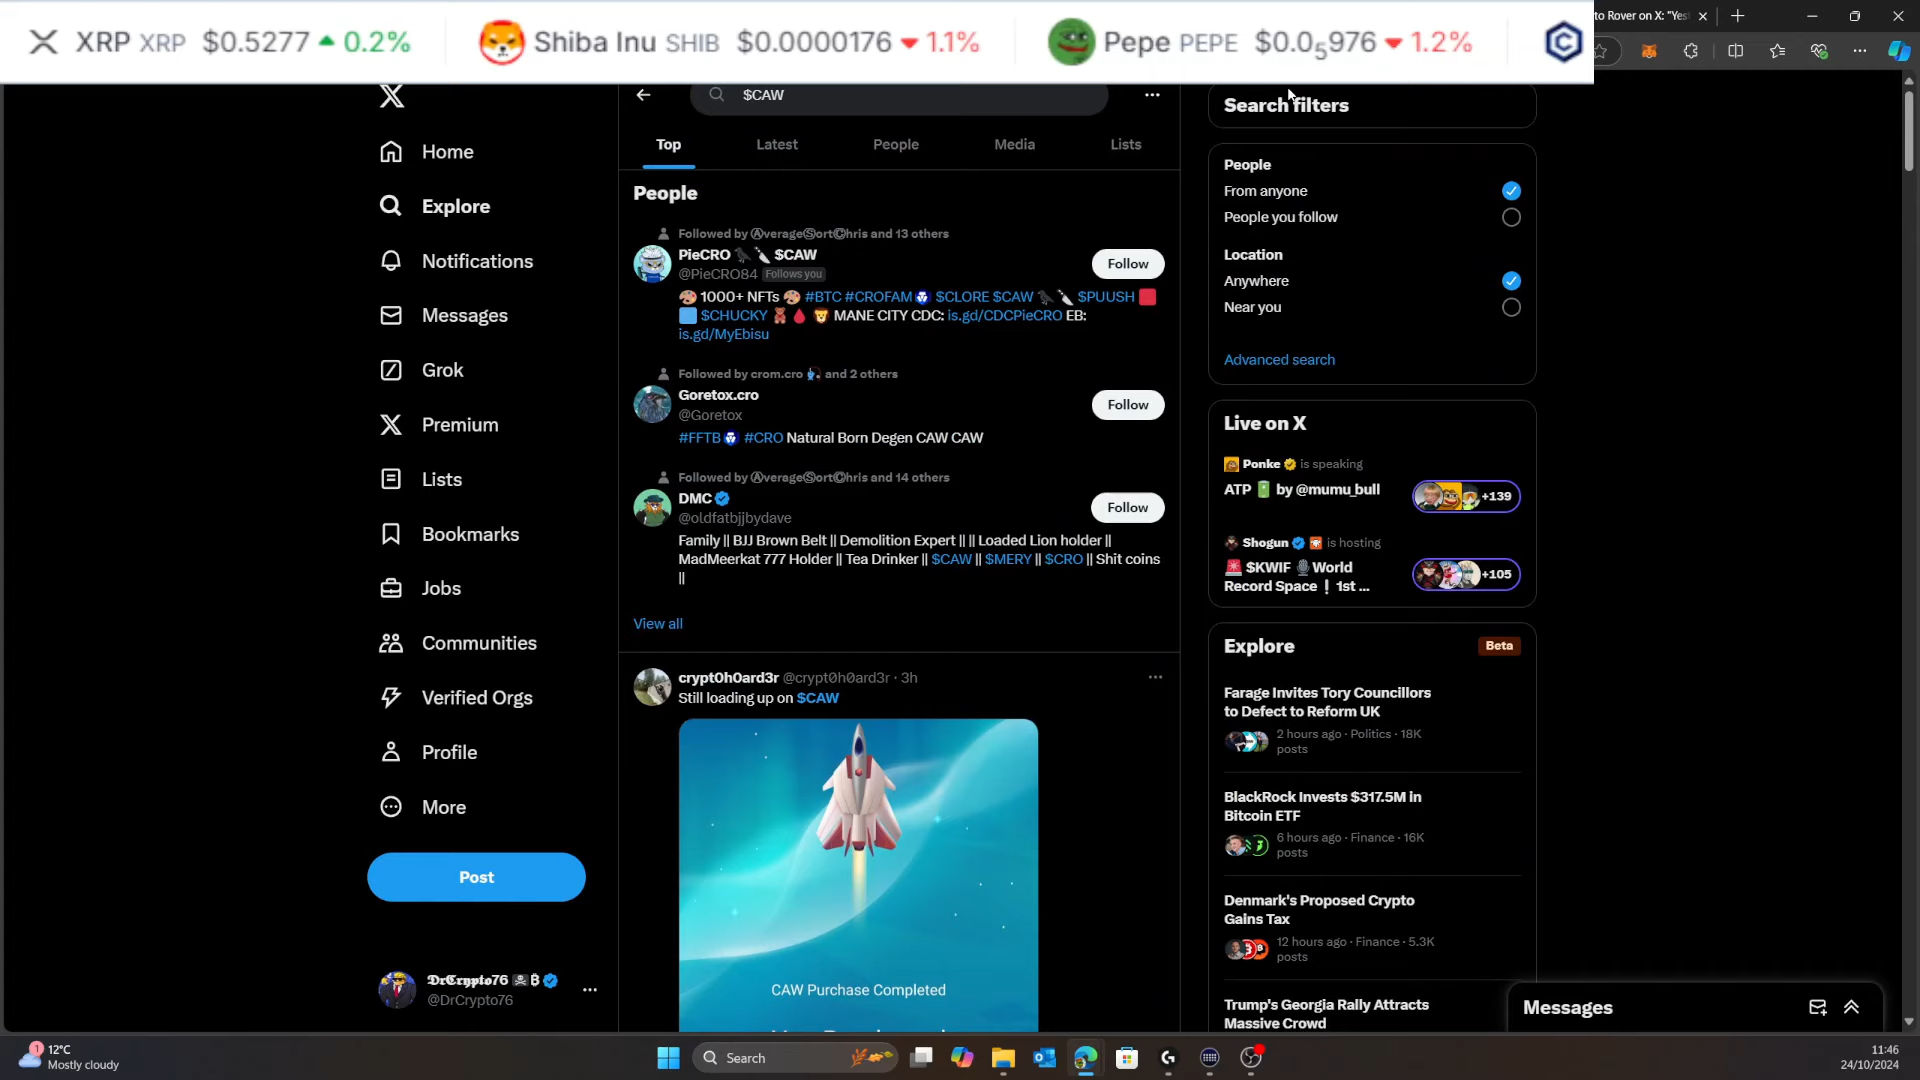 XRP XRP $0.5277 0.2%
Shiba Inu SHIB $0.0000176 1.1%
Pepe PEPE $0.0₅976 1.2%
to Rover on X: "Yes
$CAW
Top
Latest
People
Media
Lists
Home
Explore
Notifications
Messages
Grok
Premium
Lists
Bookmarks
Jobs
Communities
Verified Orgs
Profile
More
Post
𝕯𝖗𝕮𝖗𝖞𝖕𝖙𝖔76 ☠️₿
@DrCrypto76
People
Followed by ⒶverageⓈortⒸhris and 13 others
PieCRO $CAW
@PieCRO84 Follows you
Follow
1000+ NFTs #BTC #CROFAM $CLORE $CAW $PUUSH
$CHUCKY MANE CITY CDC: is.gd/CDCPieCRO EB:
is.gd/MyEbisu
Followed by crom.cro and 2 others
Goretox.cro
@Goretox
Follow
#FFTB #CRO Natural Born Degen CAW CAW
Followed by ⒶverageⓈortⒸhris and 14 others
DMC
@oldfatbjjbydave
Follow
Family || BJJ Brown Belt || Demolition Expert || || Loaded Lion holder ||
MadMeerkat 777 Holder || Tea Drinker || $CAW || $MERY || $CRO || Shit coins
||
View all
crypt0h0ard3r @crypt0h0ard3r · 3h
Still loading up on $CAW
CAW Purchase Completed
Search filters
People
From anyone
People you follow
Location
Anywhere
Near you
Advanced search
Live on X
Ponke is speaking
ATP by @mumu_bull
+139
Shogun is hosting
$KWIF World
Record Space ❗ 1st ...
+105
Explore
Beta
Farage Invites Tory Councillors
to Defect to Reform UK
2 hours ago · Politics · 18K
posts
BlackRock Invests $317.5M in
Bitcoin ETF
6 hours ago · Finance · 16K
posts
Denmark's Proposed Crypto
Gains Tax
12 hours ago · Finance · 5.3K
posts
Trump's Georgia Rally Attracts
Massive Crowd
Messages
1
12°C
Mostly cloudy
Search
11:46
24/10/2024